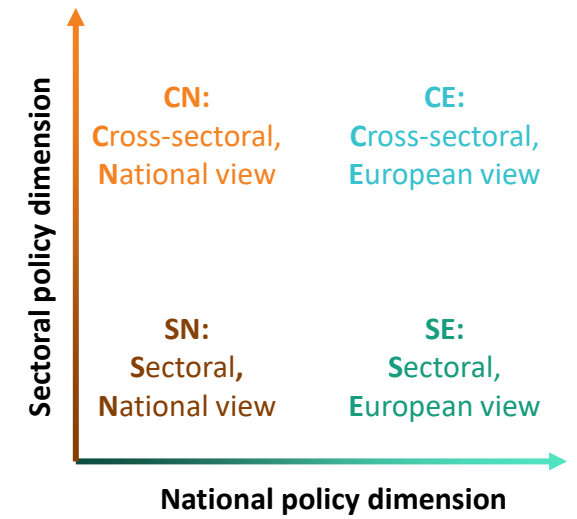 Sectoral policy dimension
CN:
Cross-sectoral,
National view
CE:
Cross-sectoral,
European view
SN:
Sectoral,
National view
SE:
Sectoral,
European view
National policy dimension